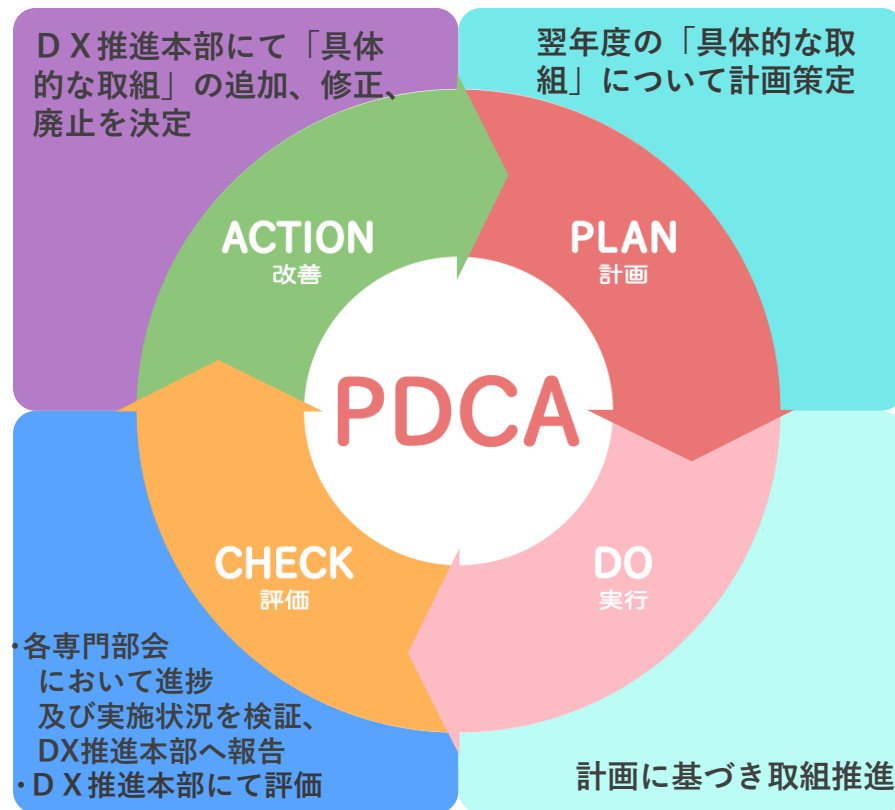 ＤＸ推進本部にて「具体
的な取組」の追加、修正、
廃止を決定
翌年度の「具体的な取
組」について計画策定
ACTION
改善
PLAN
計画
PDCA
CHECK
評価
DO
実行
・各専門部会
において進捗
及び実施状況を検証、
DX推進本部へ報告
・ＤＸ推進本部にて評価
計画に基づき取組推進